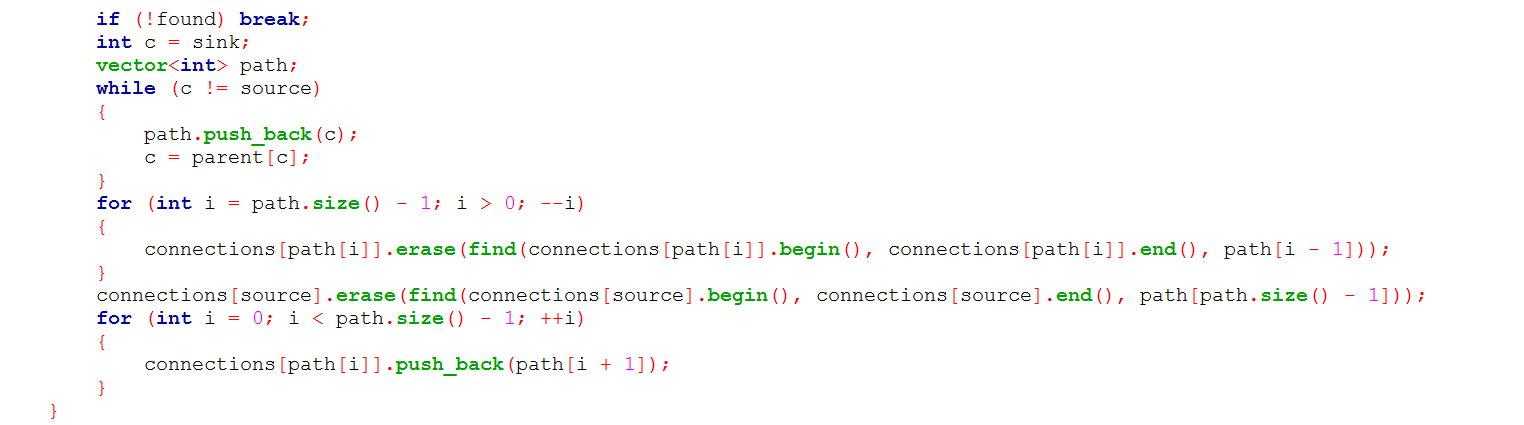 if (!found) break;
int c = sink;
vector<int> path;
while (c != source)
{
path.push_back(c);
c = parent[c];
}
for (int i = path.size() - 1; i > 0; --i)
{
connections[path[i]].erase(find(connections[path[i]].begin(), connections[path[i]].end(), path[i - 1]));
}
connections[source].erase(find(connections[source].begin(), connections[source].end(), path[path.size() - 1]));
for (int i = 0; i < path.size() - 1; ++i)
{
connections[path[i]].push_back(path[i + 1]);
}
}